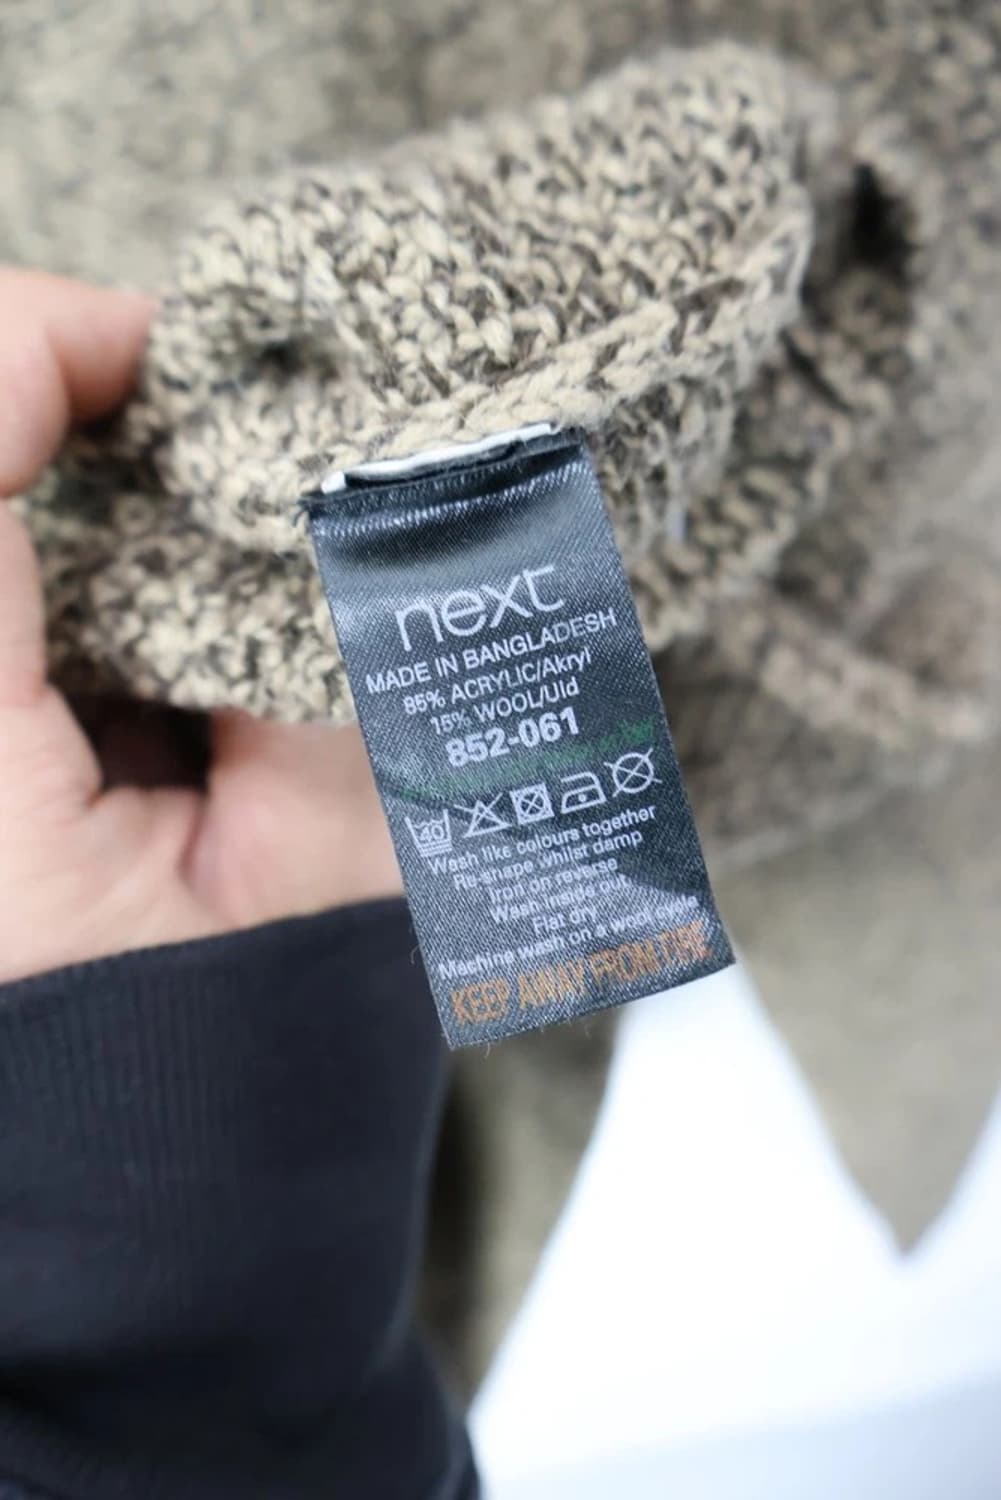 next
MADE IN BANGLADESH
85% ACRYLIC/Akryl
15% WOOL/Uld
852-061
40
Wash like colours together
Re-shape whilst damp
Iron on reverse
Wash inside out
Flat dry
Machine wash on a wool cycle
KEEP AWAY FROM FIRE